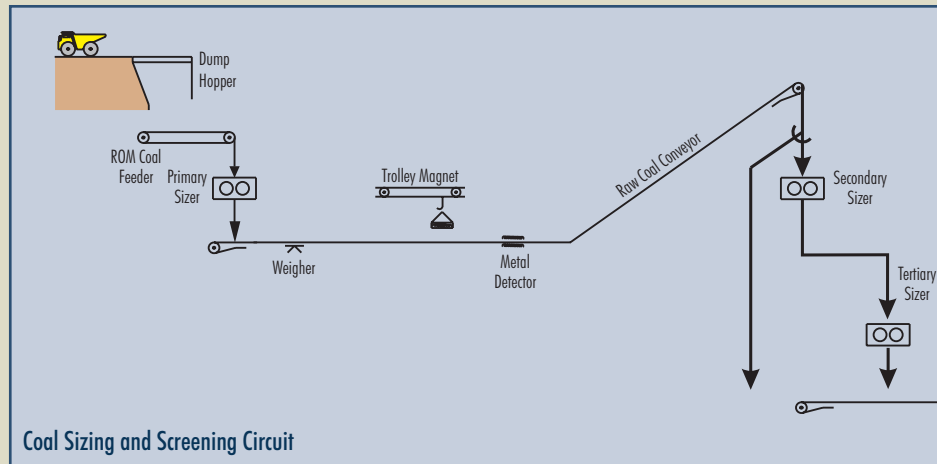 Dump
Hopper
ROM Coal
Feeder
Primary
Sizer
Trolley Magnet
Raw Coal Conveyor
Secondary
Sizer
Weigher
Metal
Detector
Tertiary
Sizer
Coal Sizing and Screening Circuit